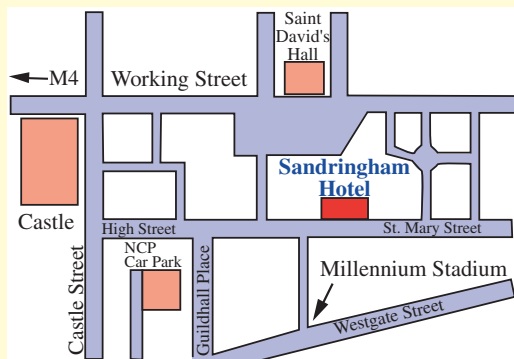 Saint
David's
Hall
M4
Working Street
Sandringham
Hotel
Castle
High Street
St. Mary Street
NCP
Car Park
Castle Street
Guildhall Place
Millennium Stadium
Westgate Street